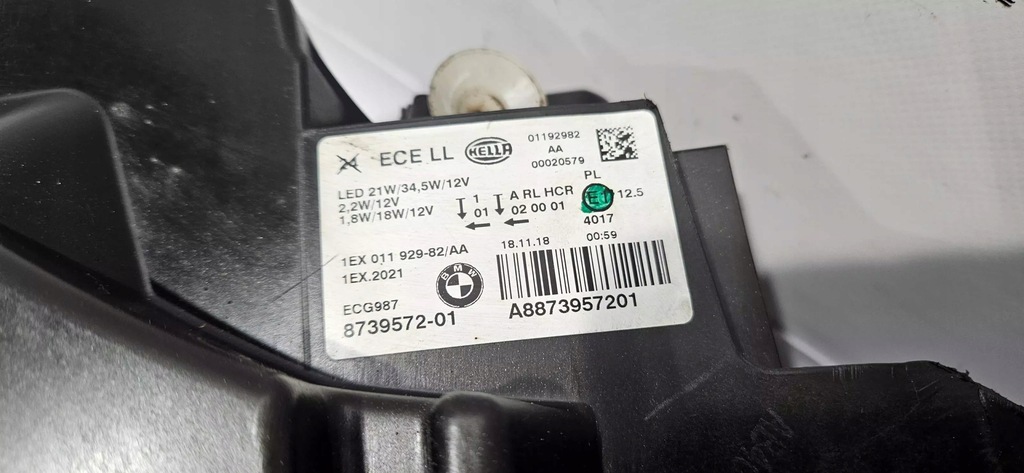 ECE LL HELLA 01192982
AA
00020579
LED 21W/34,5W/12V
2,2W/12V
1,8W/18W/12V
1 A RL HCR
01 02 00 01
PL
E1 12.5
4017
1EX 011 929-82/AA
1EX.2021
18.11.18 00:59
BMW
ECG987
8739572-01
A8873957201